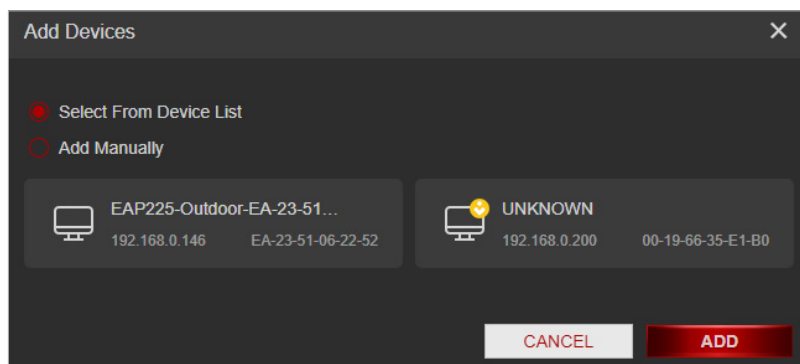 Add Devices
Select From Device List
Add Manually
EAP225-Outdoor-EA-23-51...
192.168.0.146 EA-23-51-06-22-52
UNKNOWN
192.168.0.200 00-19-66-35-E1-B0
CANCEL
ADD